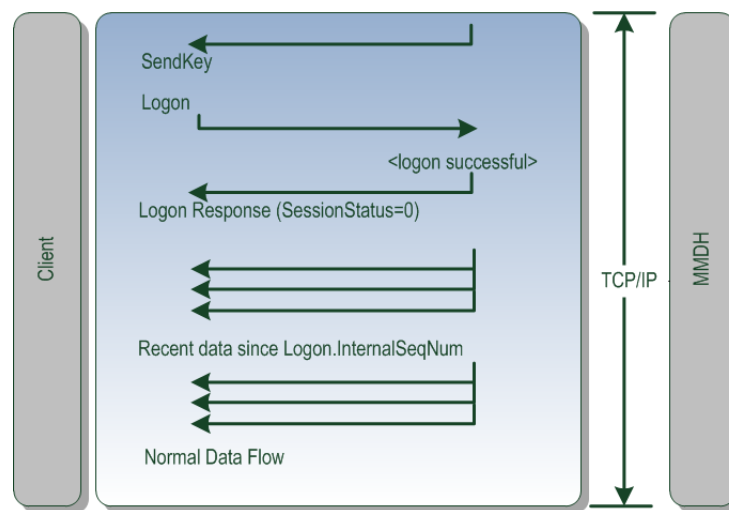 SendKey
Logon
<logon successful>
Logon Response (SessionStatus=0)
Client
TCP/IP
MMDH
Recent data since Logon.InternalSeqNum
Normal Data Flow